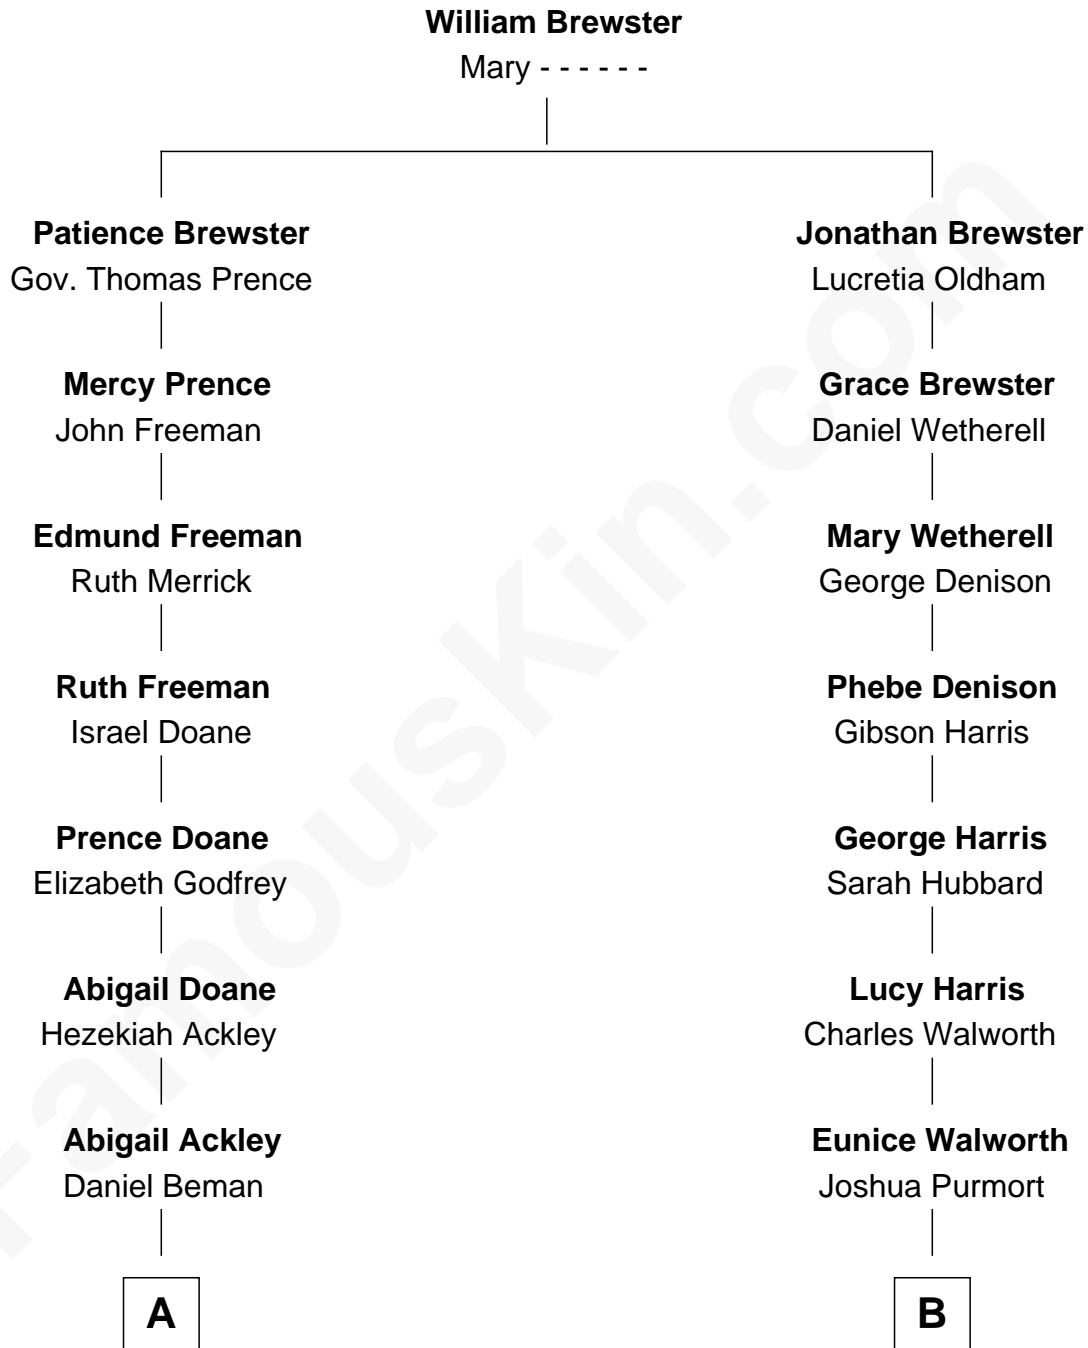 William Brewster
Mary - - - - - -
Patience Brewster
Gov. Thomas Prence
Jonathan Brewster
Lucretia Oldham
Mercy Prence
John Freeman
Grace Brewster
Daniel Wetherell
Edmund Freeman
Ruth Merrick
Mary Wetherell
George Denison
Ruth Freeman
Israel Doane
Phebe Denison
Gibson Harris
Prence Doane
Elizabeth Godfrey
George Harris
Sarah Hubbard
Abigail Doane
Hezekiah Ackley
Lucy Harris
Charles Walworth
Abigail Ackley
Daniel Beman
Eunice Walworth
Joshua Purmort
A
B
FamousKin.com